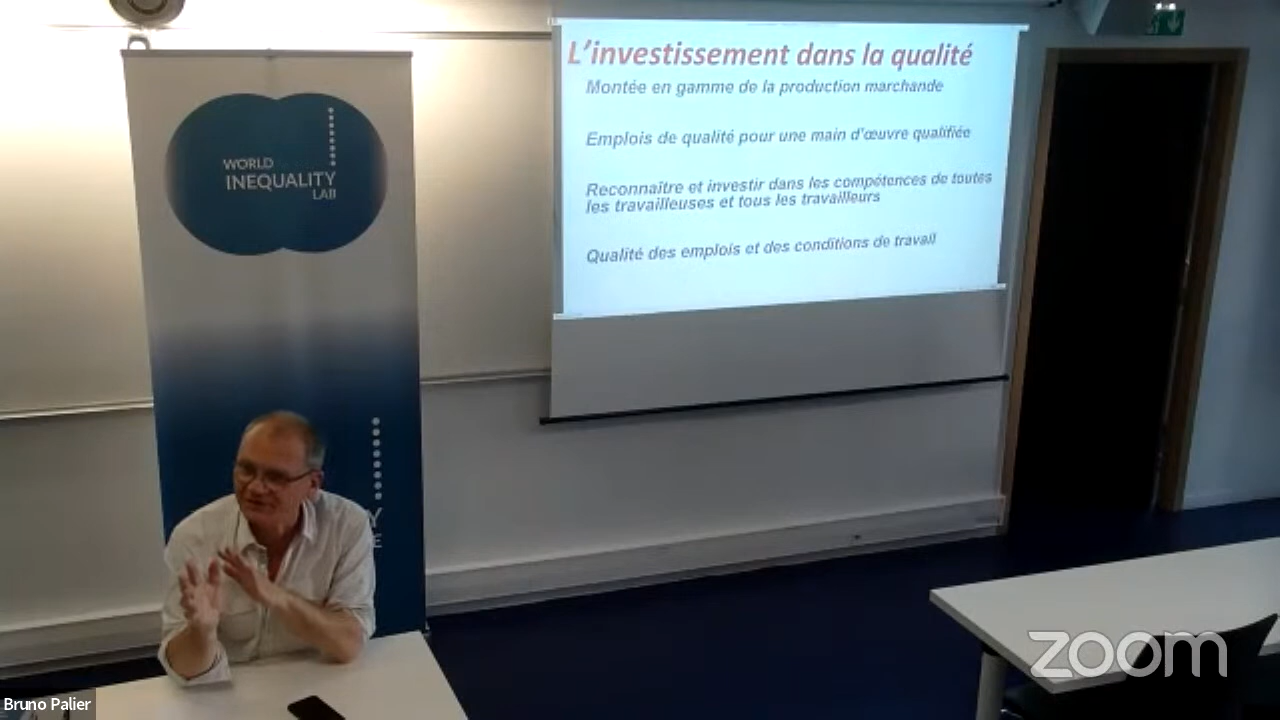 L'investissement dans la qualité
Montée en gamme de la production marchande
Emplois de qualité pour une main d'œuvre qualifiée
Reconnaître et investir dans les compétences de toutes
les travailleuses et tous les travailleurs
Qualité des emplois et des conditions de travail
WORLD
INEQUALITY
LAB
Y
E
zoom
Bruno Palier